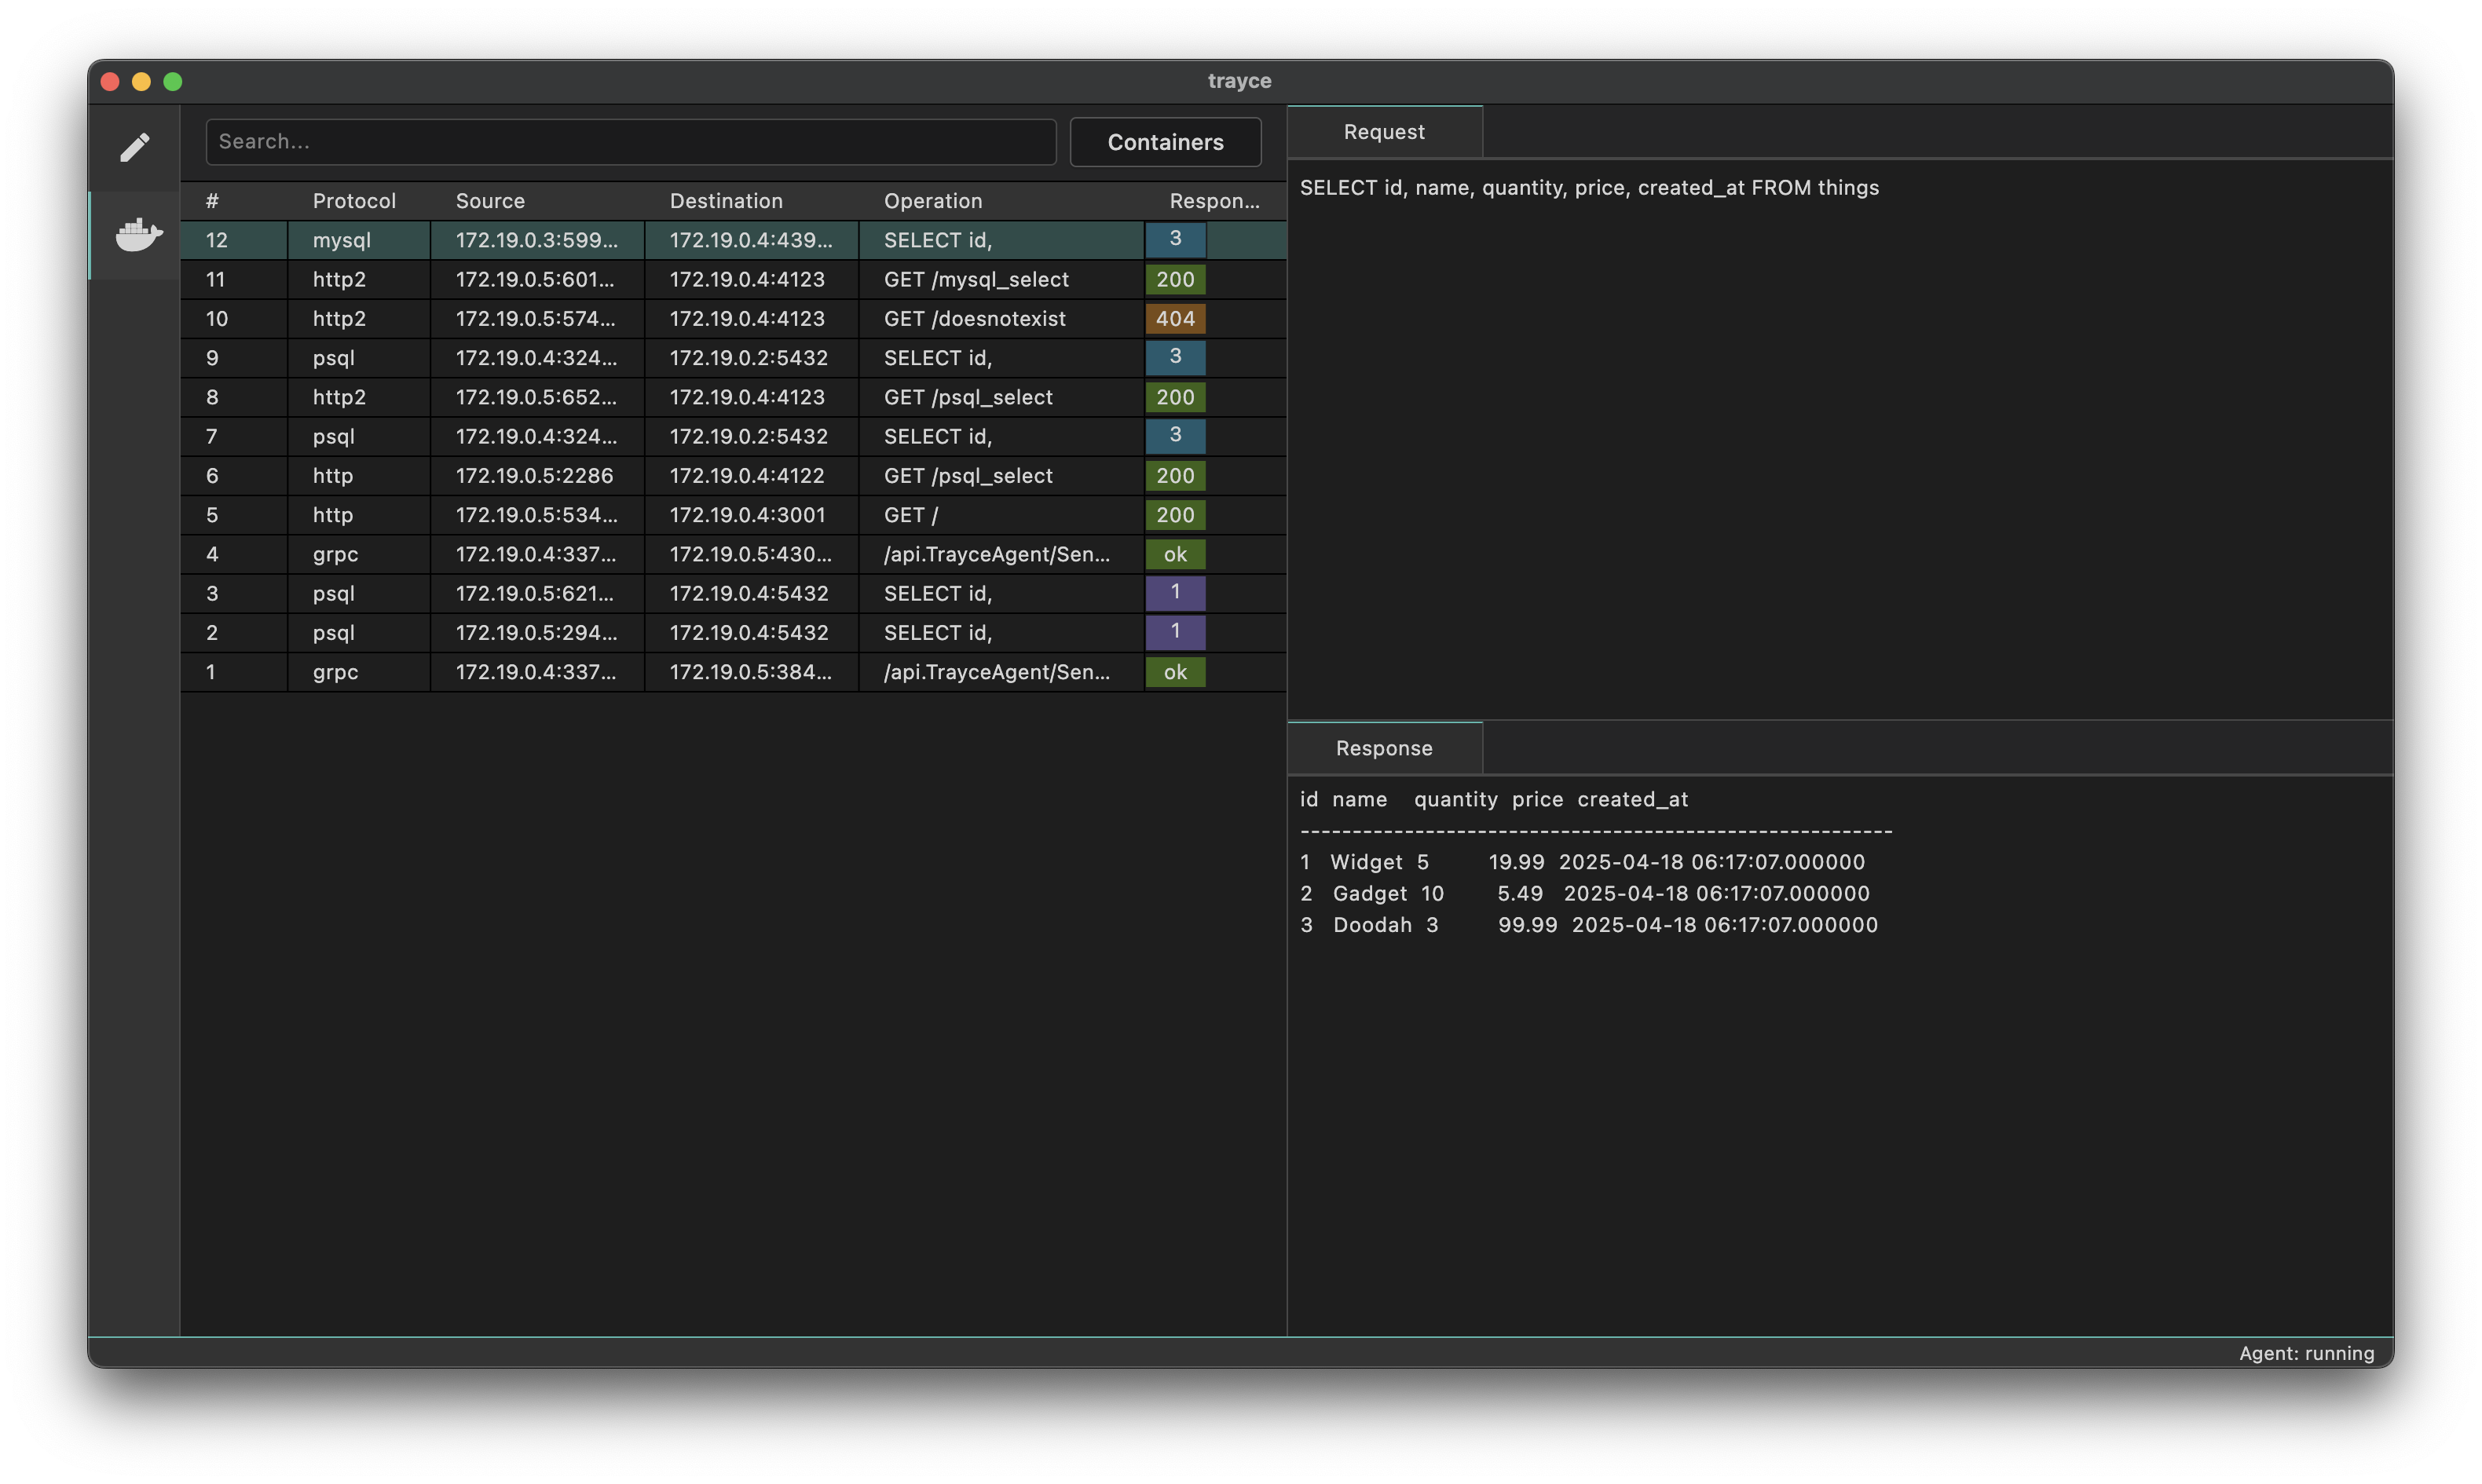 trayce
Search...
Containers
# Protocol Source Destination Operation Respon...
12 mysql 172.19.0.3:599... 172.19.0.4:439... SELECT id, 3
11 http2 172.19.0.5:601... 172.19.0.4:4123 GET /mysql_select 200
10 http2 172.19.0.5:574... 172.19.0.4:4123 GET /doesnotexist 404
9 psql 172.19.0.4:324... 172.19.0.2:5432 SELECT id, 3
8 http2 172.19.0.5:652... 172.19.0.4:4123 GET /psql_select 200
7 psql 172.19.0.4:324... 172.19.0.2:5432 SELECT id, 3
6 http 172.19.0.5:2286 172.19.0.4:4122 GET /psql_select 200
5 http 172.19.0.5:534... 172.19.0.4:3001 GET / 200
4 grpc 172.19.0.4:337... 172.19.0.5:430... /api.TrayceAgent/Sen... ok
3 psql 172.19.0.5:621... 172.19.0.4:5432 SELECT id, 1
2 psql 172.19.0.5:294... 172.19.0.4:5432 SELECT id, 1
1 grpc 172.19.0.4:337... 172.19.0.5:384... /api.TrayceAgent/Sen... ok
Request
SELECT id, name, quantity, price, created_at FROM things
Response
id name quantity price created_at
---------------------------------------------------------
1 Widget 5 19.99 2025-04-18 06:17:07.000000
2 Gadget 10 5.49 2025-04-18 06:17:07.000000
3 Doodah 3 99.99 2025-04-18 06:17:07.000000
Agent: running